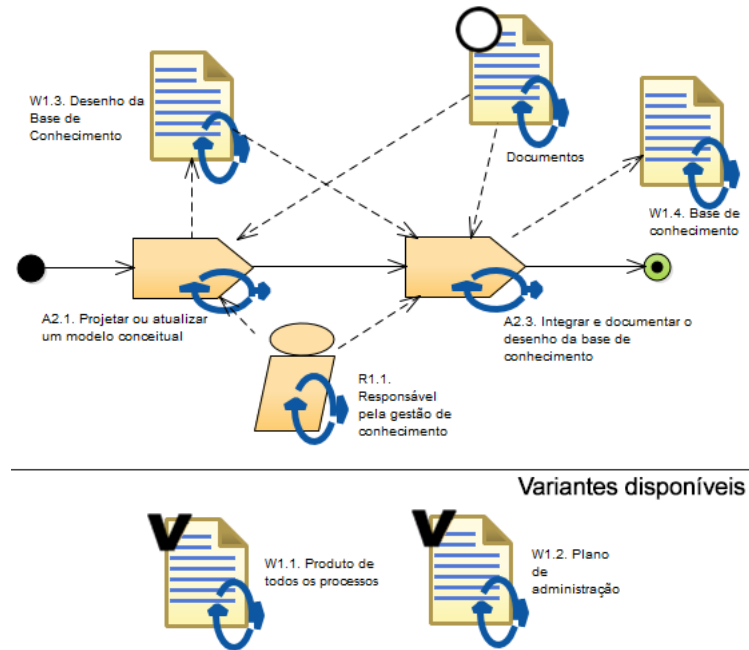 W1.3. Desenho da
Base de
Conhecimento
Documentos
W1.4. Base de
conhecimento
A2.1. Projetar ou atualizar
um modelo conceitual
A2.3. Integrar e documentar o
desenho da base de
conhecimento
R1.1.
Responsável
pela gestão de
conhecimento
Variantes disponíveis
V
W1.1. Produto de
todos os processos
V
W1.2. Plano
de
administração